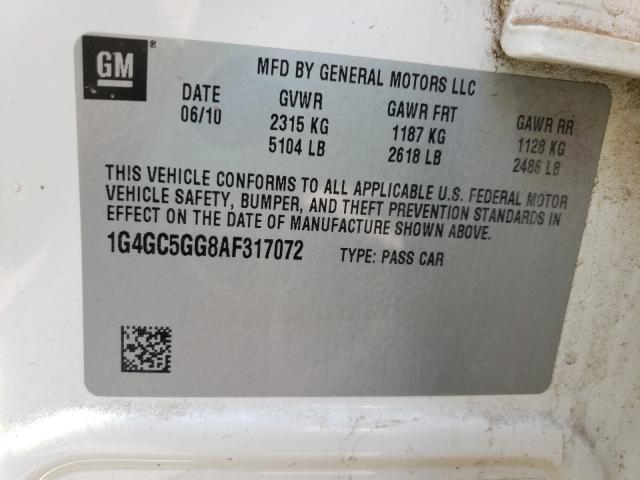 GM ®
MFD BY GENERAL MOTORS LLC
DATE GVWR GAWR FRT GAWR RR
06/10 2315 KG 1187 KG 1128 KG
5104 LB 2618 LB 2486 LB
THIS VEHICLE CONFORMS TO ALL APPLICABLE U.S. FEDERAL MOTOR
VEHICLE SAFETY, BUMPER, AND THEFT PREVENTION STANDARDS IN
EFFECT ON THE DATE OF MANUFACTURE SHOWN ABOVE.
1G4GC5GG8AF317072 TYPE: PASS CAR